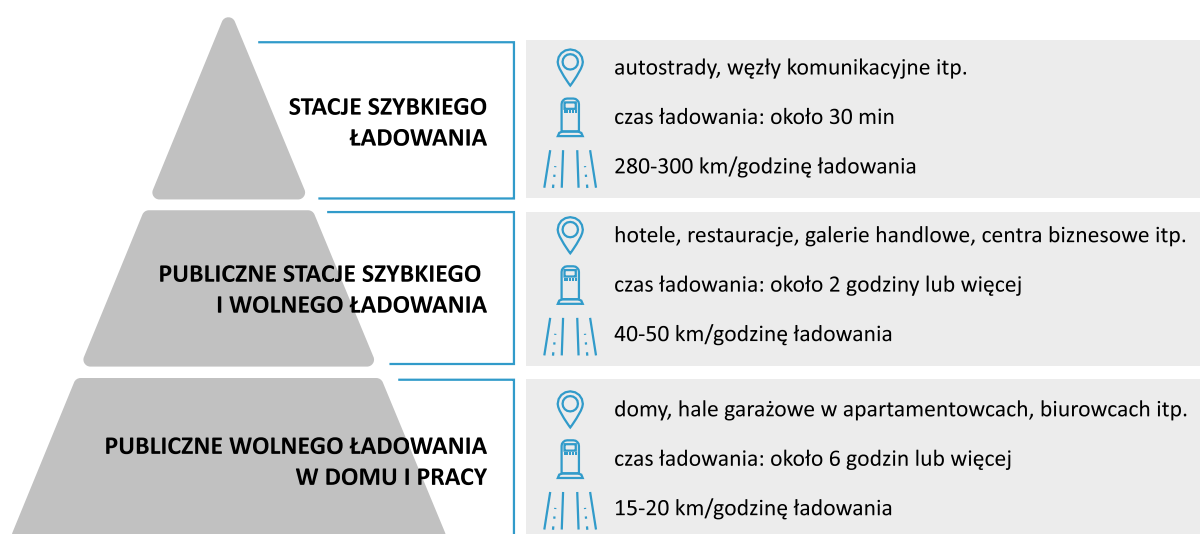 STACJE SZYBKIEGO
ŁADOWANIA
autostrady, węzły komunikacyjne itp.
czas ładowania: około 30 min
280-300 km/godzinę ładowania
PUBLICZNE STACJE SZYBKIEGO
I WOLNEGO ŁADOWANIA
hotele, restauracje, galerie handlowe, centra biznesowe itp.
czas ładowania: około 2 godziny lub więcej
40-50 km/godzinę ładowania
PUBLICZNE WOLNEGO ŁADOWANIA
W DOMU I PRACY
domy, hale garażowe w apartamentowcach, biurowcach itp.
czas ładowania: około 6 godzin lub więcej
15-20 km/godzinę ładowania